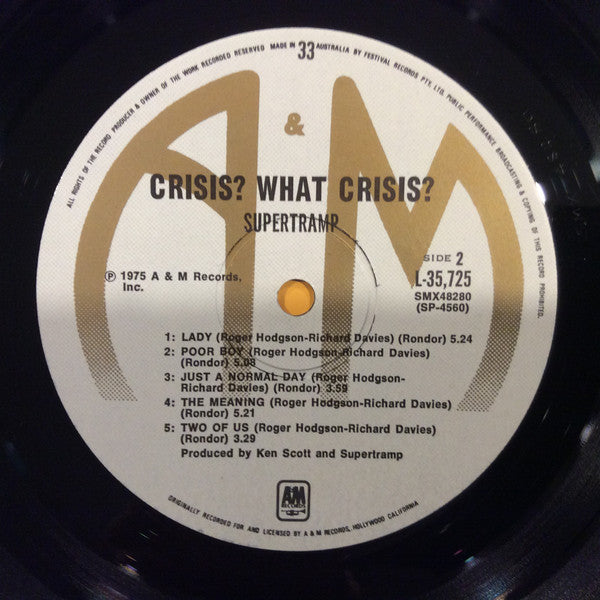 ALL RIGHTS OF THE RECORD PRODUCER & OWNER OF THE WORK RECORDED RESERVED MADE IN 33 AUSTRALIA BY FESTIVAL RECORDS PTY. LTD. PUBLIC PERFORMANCE BROADCASTING & COPYING OF THIS RECORD PROHIBITED.
A & M
CRISIS? WHAT CRISIS?
SUPERTRAMP
SIDE 2
L-35,725
SMX48280
(SP-4560)
℗ 1975 A & M Records,
Inc.
1: LADY (Roger Hodgson-Richard Davies) (Rondor) 5.24
2: POOR BOY (Roger Hodgson-Richard Davies)
(Rondor) 5.08
3: JUST A NORMAL DAY (Roger Hodgson-
Richard Davies) (Rondor) 3.59
4: THE MEANING (Roger Hodgson-Richard Davies)
(Rondor) 5.21
5: TWO OF US (Roger Hodgson-Richard Davies)
(Rondor) 3.29
Produced by Ken Scott and Supertramp
A&M
RECORDS
ORIGINALLY RECORDED FOR AND LICENSED BY A & M RECORDS, HOLLYWOOD CALIFORNIA